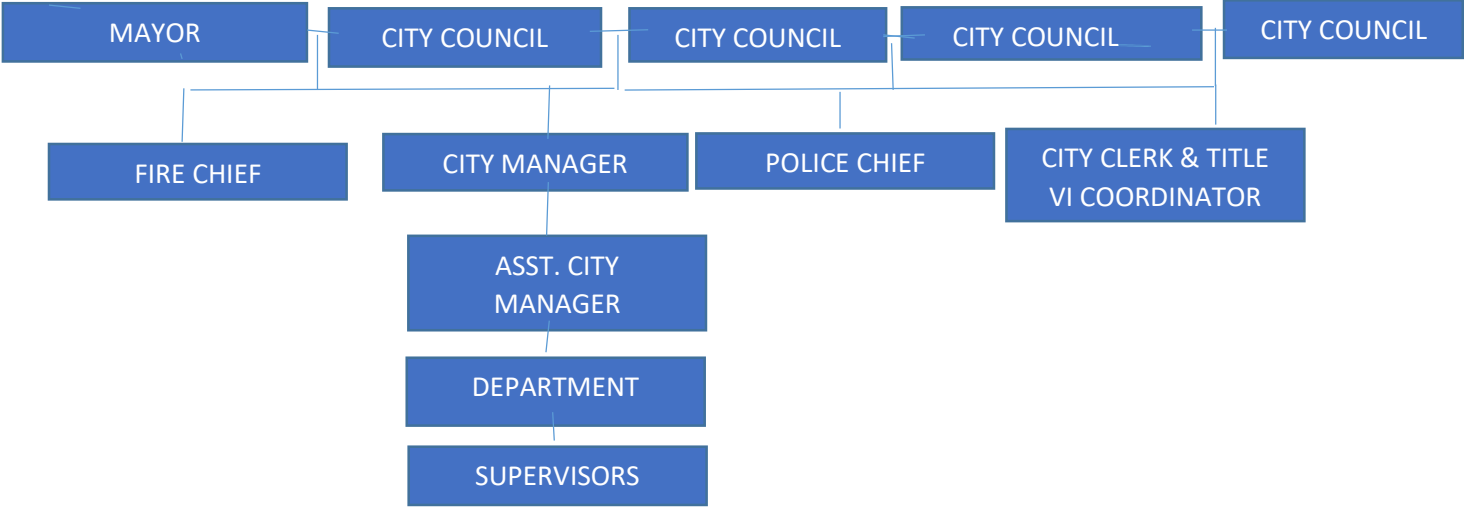 MAYOR
CITY COUNCIL
CITY COUNCIL
CITY COUNCIL
CITY COUNCIL
FIRE CHIEF
CITY MANAGER
POLICE CHIEF
CITY CLERK & TITLE
VI COORDINATOR
ASST. CITY
MANAGER
DEPARTMENT
SUPERVISORS